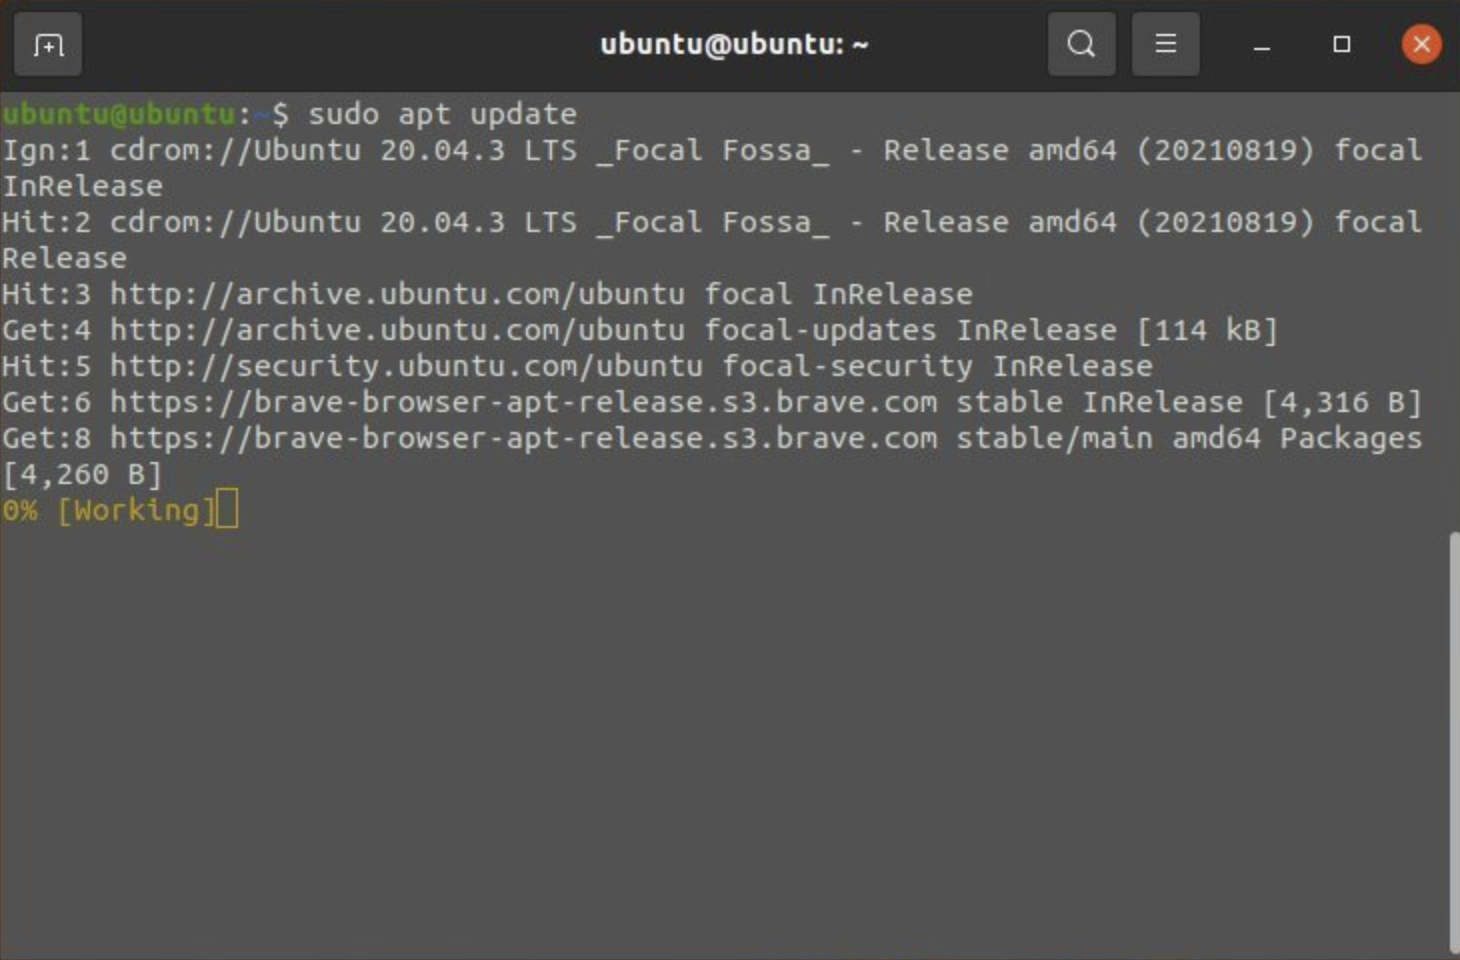 ubuntu@ubuntu: ~
ubuntu@ubuntu:~$ sudo apt update
Ign:1 cdrom://Ubuntu 20.04.3 LTS _Focal Fossa_ - Release amd64 (20210819) focal
InRelease
Hit:2 cdrom://Ubuntu 20.04.3 LTS _Focal Fossa_ - Release amd64 (20210819) focal
Release
Hit:3 http://archive.ubuntu.com/ubuntu focal InRelease
Get:4 http://archive.ubuntu.com/ubuntu focal-updates InRelease [114 kB]
Hit:5 http://security.ubuntu.com/ubuntu focal-security InRelease
Get:6 https://brave-browser-apt-release.s3.brave.com stable InRelease [4,316 B]
Get:8 https://brave-browser-apt-release.s3.brave.com stable/main amd64 Packages
[4,260 B]
0% [Working]